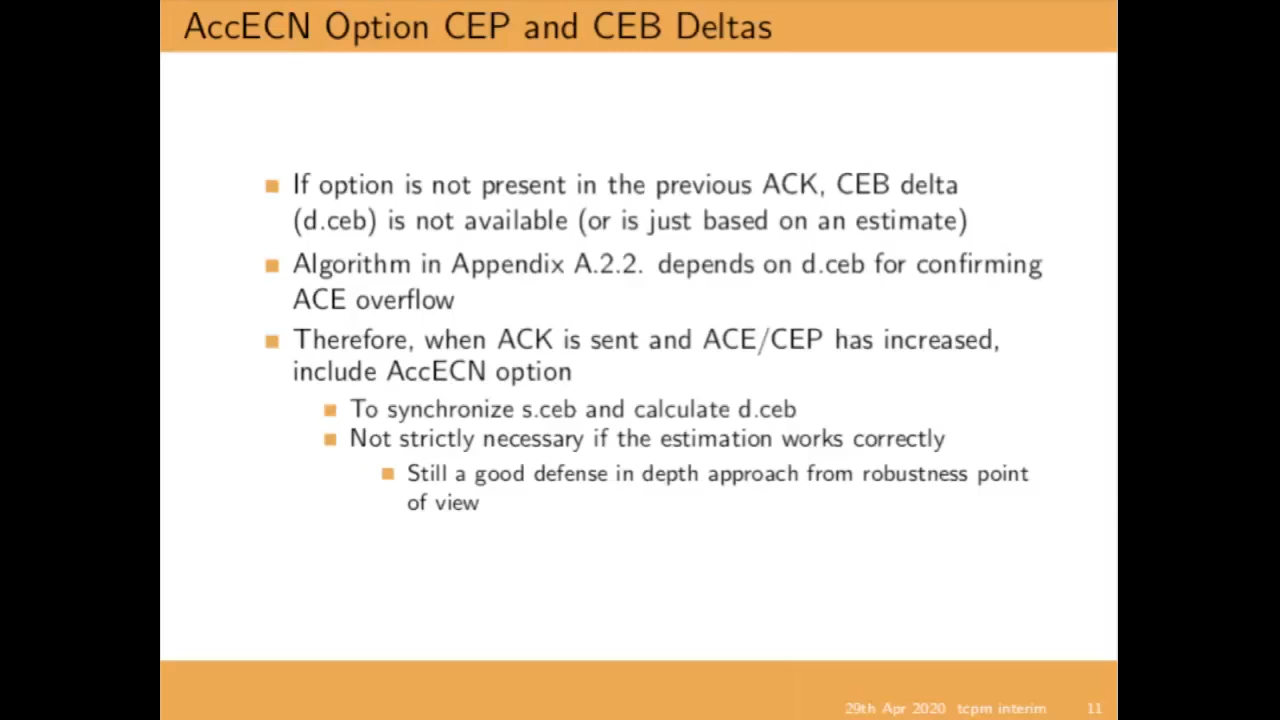 AccECN Option CEP and CEB Deltas
If option is not present in the previous ACK, CEB delta
(d.ceb) is not available (or is just based on an estimate)
Algorithm in Appendix A.2.2. depends on d.ceb for confirming
ACE overflow
Therefore, when ACK is sent and ACE/CEP has increased,
include AccECN option
To synchronize s.ceb and calculate d.ceb
Not strictly necessary if the estimation works correctly
Still a good defense in depth approach from robustness point
of view
29th Apr 2020 tcpm interim 11